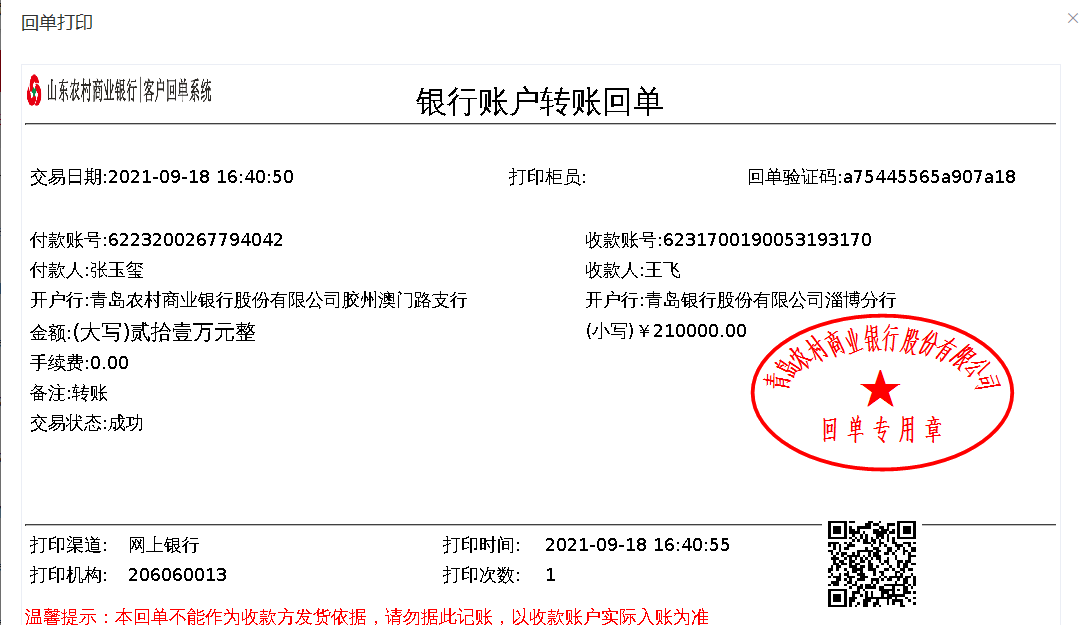 回单打印
山东农村商业银行|客户回单系统
银行账户转账回单
交易日期:2021-09-18 16:40:50 打印柜员: 回单验证码:a75445565a907a18
付款账号:6223200267794042 收款账号:6231700190053193170
付款人:张玉玺 收款人:王飞
开户行:青岛农村商业银行股份有限公司胶州澳门路支行 开户行:青岛银行股份有限公司淄博分行
金额:(大写)贰拾壹万元整 (小写)￥210000.00
手续费:0.00
备注:转账
交易状态:成功
青岛农村商业银行股份有限公司
回单专用章
打印渠道: 网上银行 打印时间: 2021-09-18 16:40:55
打印机构: 206060013 打印次数: 1
温馨提示：本回单不能作为收款方发货依据，请勿据此记账，以收款账户实际入账为准